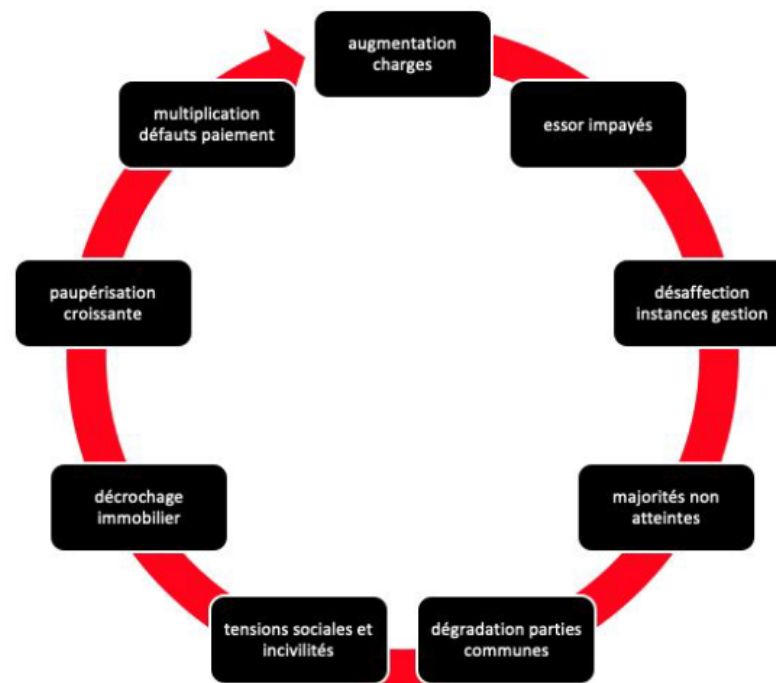 augmentation
charges
essor impayés
désaffection
instances gestion
majorités non
atteintes
dégradation parties
communes
tensions sociales et
incivilités
décrochage
immobilier
paupérisation
croissante
multiplication
défauts paiement